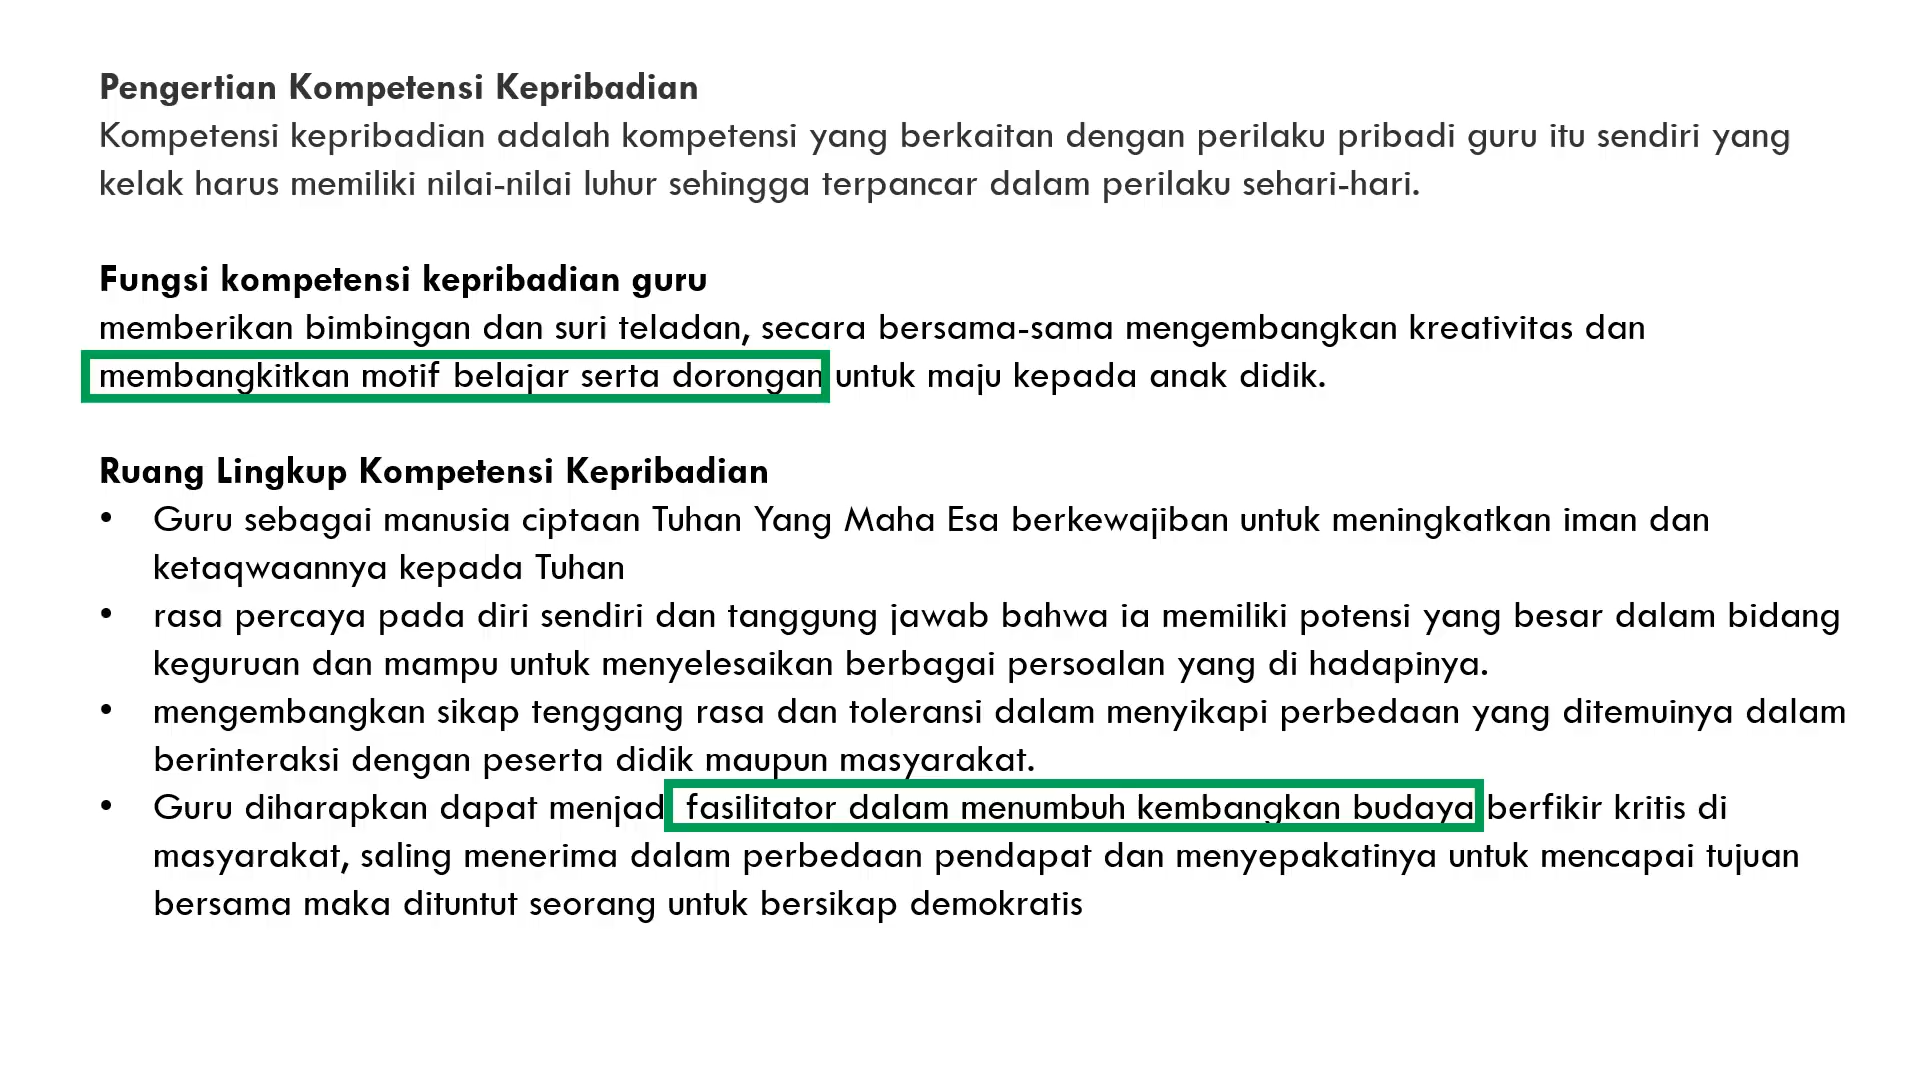 Pengertian Kompetensi Kepribadian
Kompetensi kepribadian adalah kompetensi yang berkaitan dengan perilaku pribadi guru itu sendiri yang
kelak harus memiliki nilai-nilai luhur sehingga terpancar dalam perilaku sehari-hari.
Fungsi kompetensi kepribadian guru
memberikan bimbingan dan suri teladan, secara bersama-sama mengembangkan kreativitas dan
membangkitkan motif belajar serta dorongan untuk maju kepada anak didik.
Ruang Lingkup Kompetensi Kepribadian
• Guru sebagai manusia ciptaan Tuhan Yang Maha Esa berkewajiban untuk meningkatkan iman dan
ketaqwaannya kepada Tuhan
• rasa percaya pada diri sendiri dan tanggung jawab bahwa ia memiliki potensi yang besar dalam bidang
keguruan dan mampu untuk menyelesaikan berbagai persoalan yang di hadapinya.
• mengembangkan sikap tenggang rasa dan toleransi dalam menyikapi perbedaan yang ditemuinya dalam
berinteraksi dengan peserta didik maupun masyarakat.
• Guru diharapkan dapat menjad fasilitator dalam menumbuh kembangkan budaya berfikir kritis di
masyarakat, saling menerima dalam perbedaan pendapat dan menyepakatinya untuk mencapai tujuan
bersama maka dituntut seorang untuk bersikap demokratis